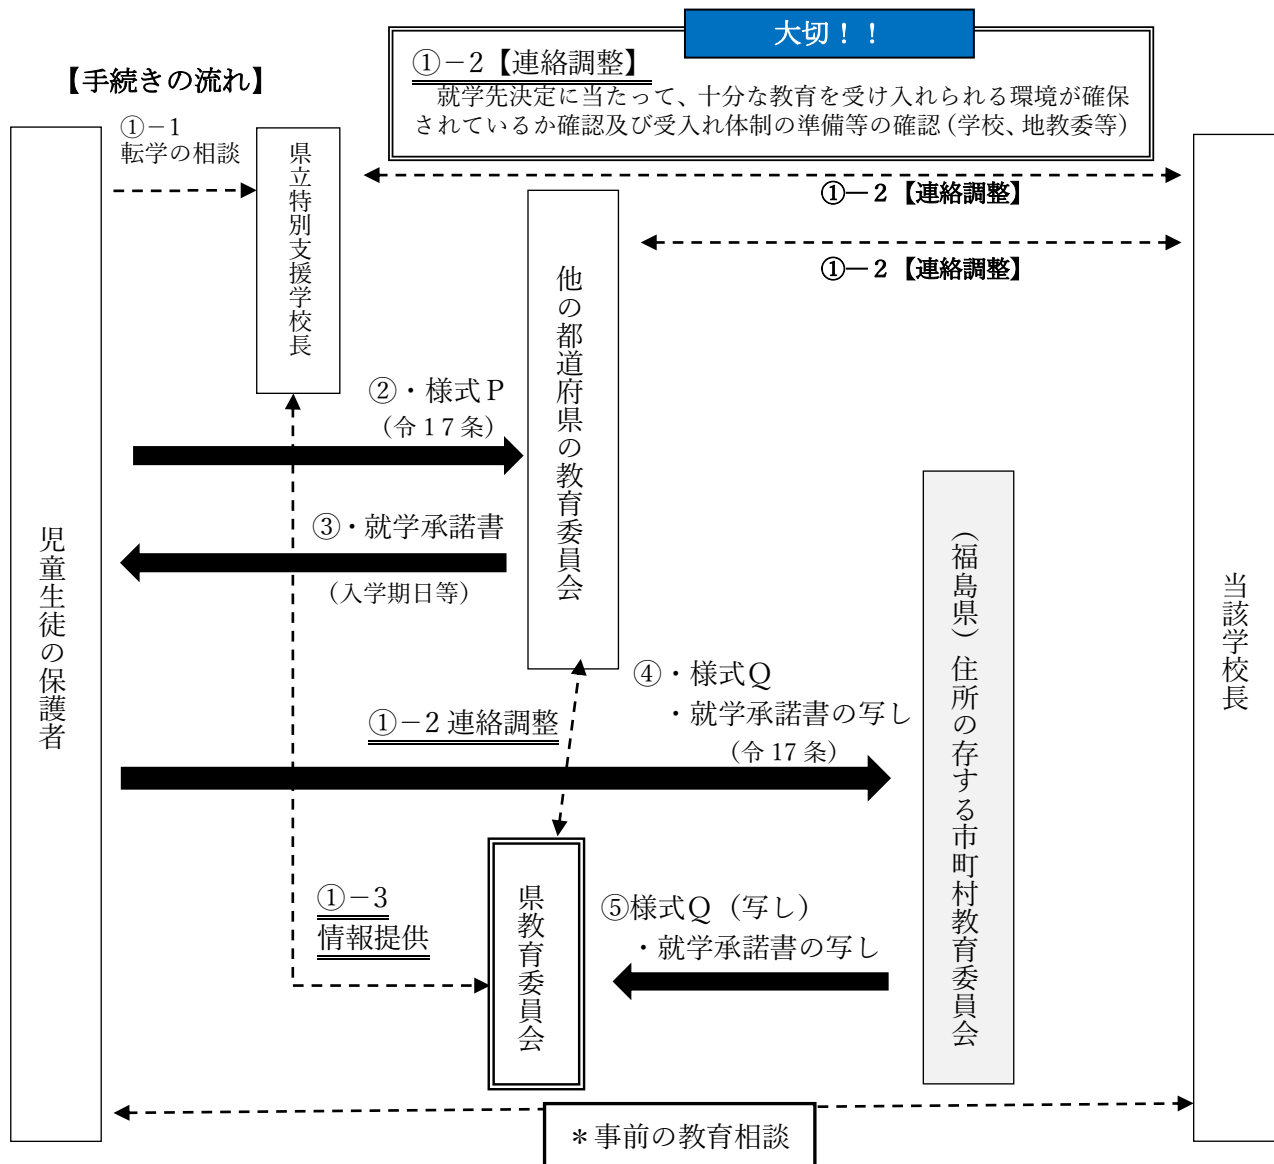 大切！！
①－2【連絡調整】
就学先決定に当たって、十分な教育を受け入れられる環境が確保
されているか確認及び受入れ体制の準備等の確認（学校、地教委等）
【手続きの流れ】
①－1
転学の相談
県立特別支援学校長
①－２【連絡調整】
①－２【連絡調整】
他の都道府県の教育委員会
②・様式Ｐ
（令１７条）
③・就学承諾書
（入学期日等）
児童生徒の保護者
（福島県）住所の存する市町村教育委員会
当該学校長
④・様式Ｑ
・就学承諾書の写し
（令 17 条）
①－2 連絡調整
①－3
情報提供
県教育委員会
⑤様式Ｑ（写し）
・就学承諾書の写し
＊事前の教育相談